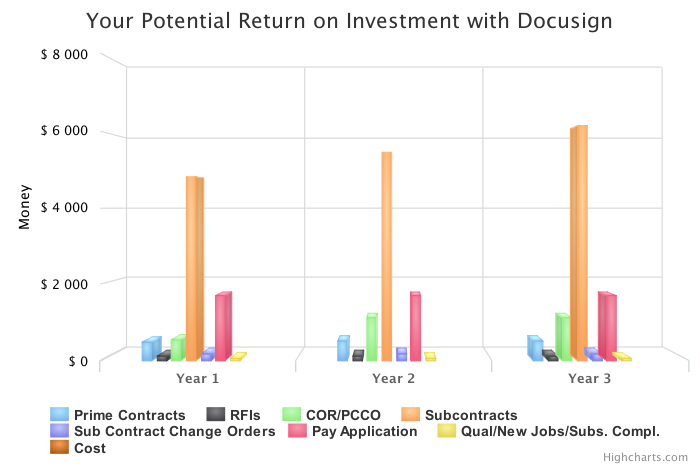 Your Potential Return on Investment with Docusign
$ 8 000
$ 6 000
$ 4 000
$ 2 000
$ 0
Money
Year 1 Year 2 Year 3
Prime Contracts RFIs COR/PCCO Subcontracts
Sub Contract Change Orders Pay Application Qual/New Jobs/Subs. Compl.
Cost
Highcharts.com